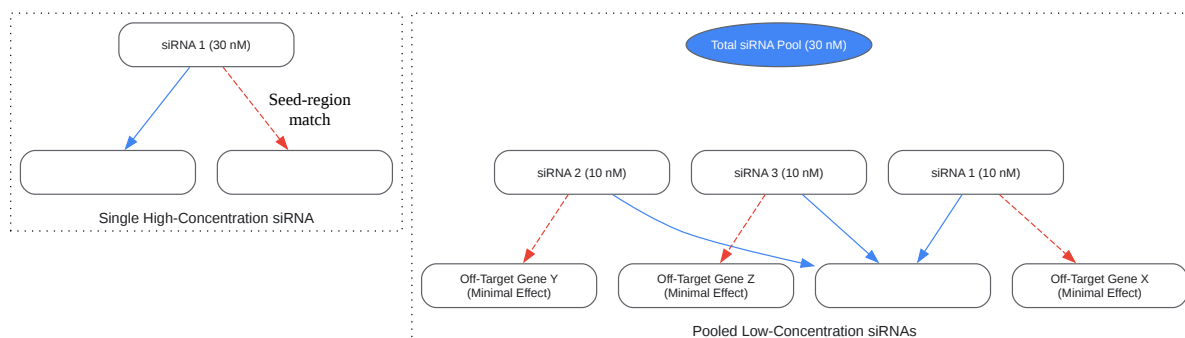 siRNA 1 (30 nM)
Seed-region
match
Single High-Concentration siRNA
Total siRNA Pool (30 nM)
siRNA 2 (10 nM)
siRNA 3 (10 nM)
siRNA 1 (10 nM)
Off-Target Gene Y
(Minimal Effect)
Off-Target Gene Z
(Minimal Effect)
Off-Target Gene X
(Minimal Effect)
Pooled Low-Concentration siRNAs